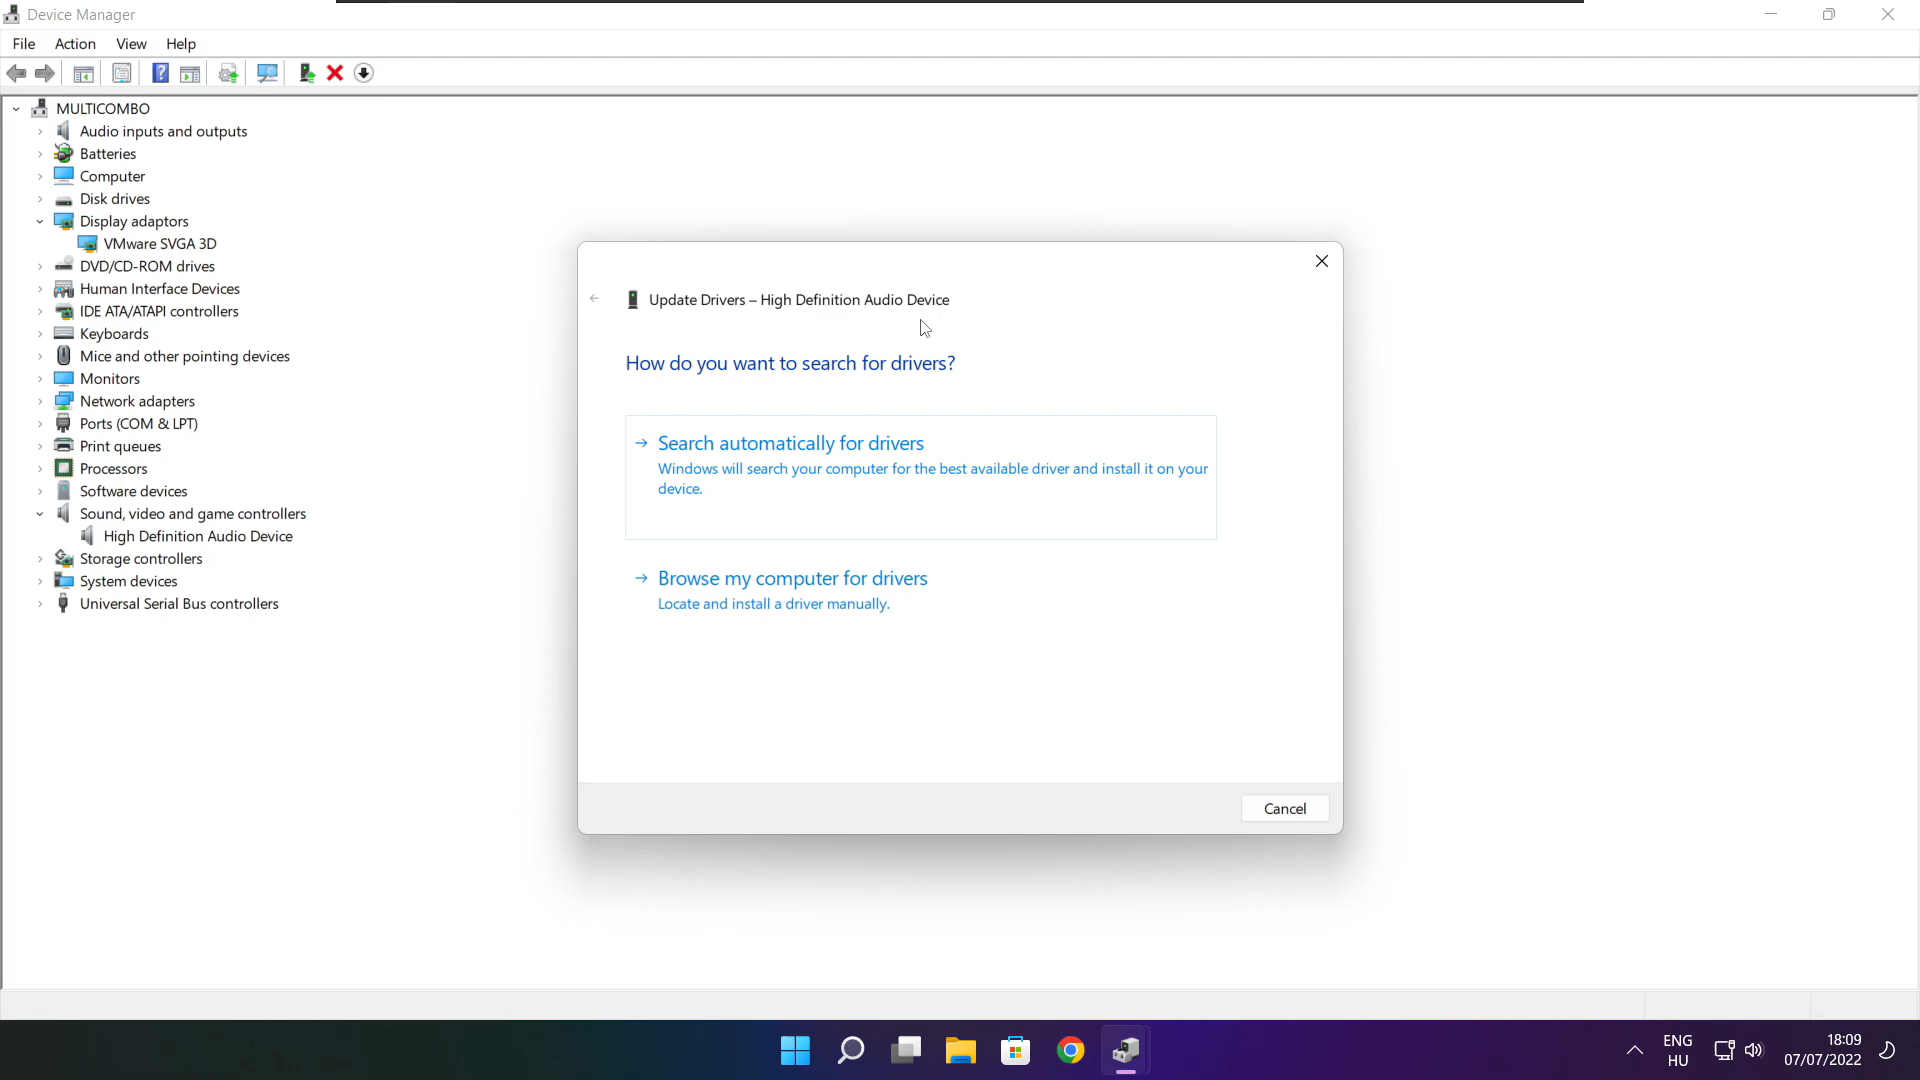 Device Manager
File Action View Help
MULTICOMBO
Audio inputs and outputs
Batteries
Computer
Disk drives
Display adaptors
VMware SVGA 3D
DVD/CD-ROM drives
Human Interface Devices
IDE ATA/ATAPI controllers
Keyboards
Mice and other pointing devices
Monitors
Network adapters
Ports (COM & LPT)
Print queues
Processors
Software devices
Sound, video and game controllers
High Definition Audio Device
Storage controllers
System devices
Universal Serial Bus controllers
Update Drivers – High Definition Audio Device
How do you want to search for drivers?
Search automatically for drivers
Windows will search your computer for the best available driver and install it on your
device.
Browse my computer for drivers
Locate and install a driver manually.
Cancel
ENG
HU
18:09
07/07/2022